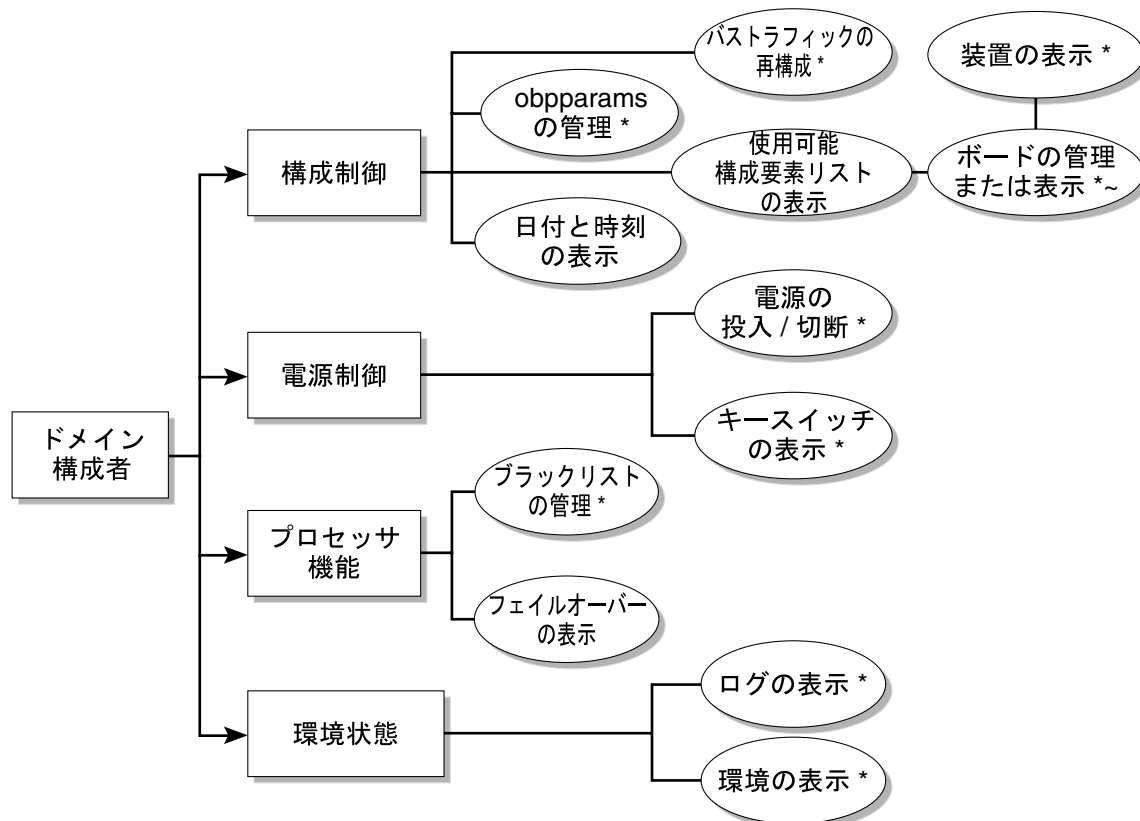 ドメイン
構成者
構成制御
バストラフィックの
再構成 *
obpparams
の管理 *
使用可能
構成要素リスト
の表示
ボードの管理
または表示 *~
装置の表示 *
日付と時刻
の表示
電源制御
電源の
投入 / 切断 *
キースイッチ
の表示 *
プロセッサ
機能
ブラックリスト
の管理 *
フェイルオーバー
の表示
環境状態
ログの表示 *
環境の表示 *